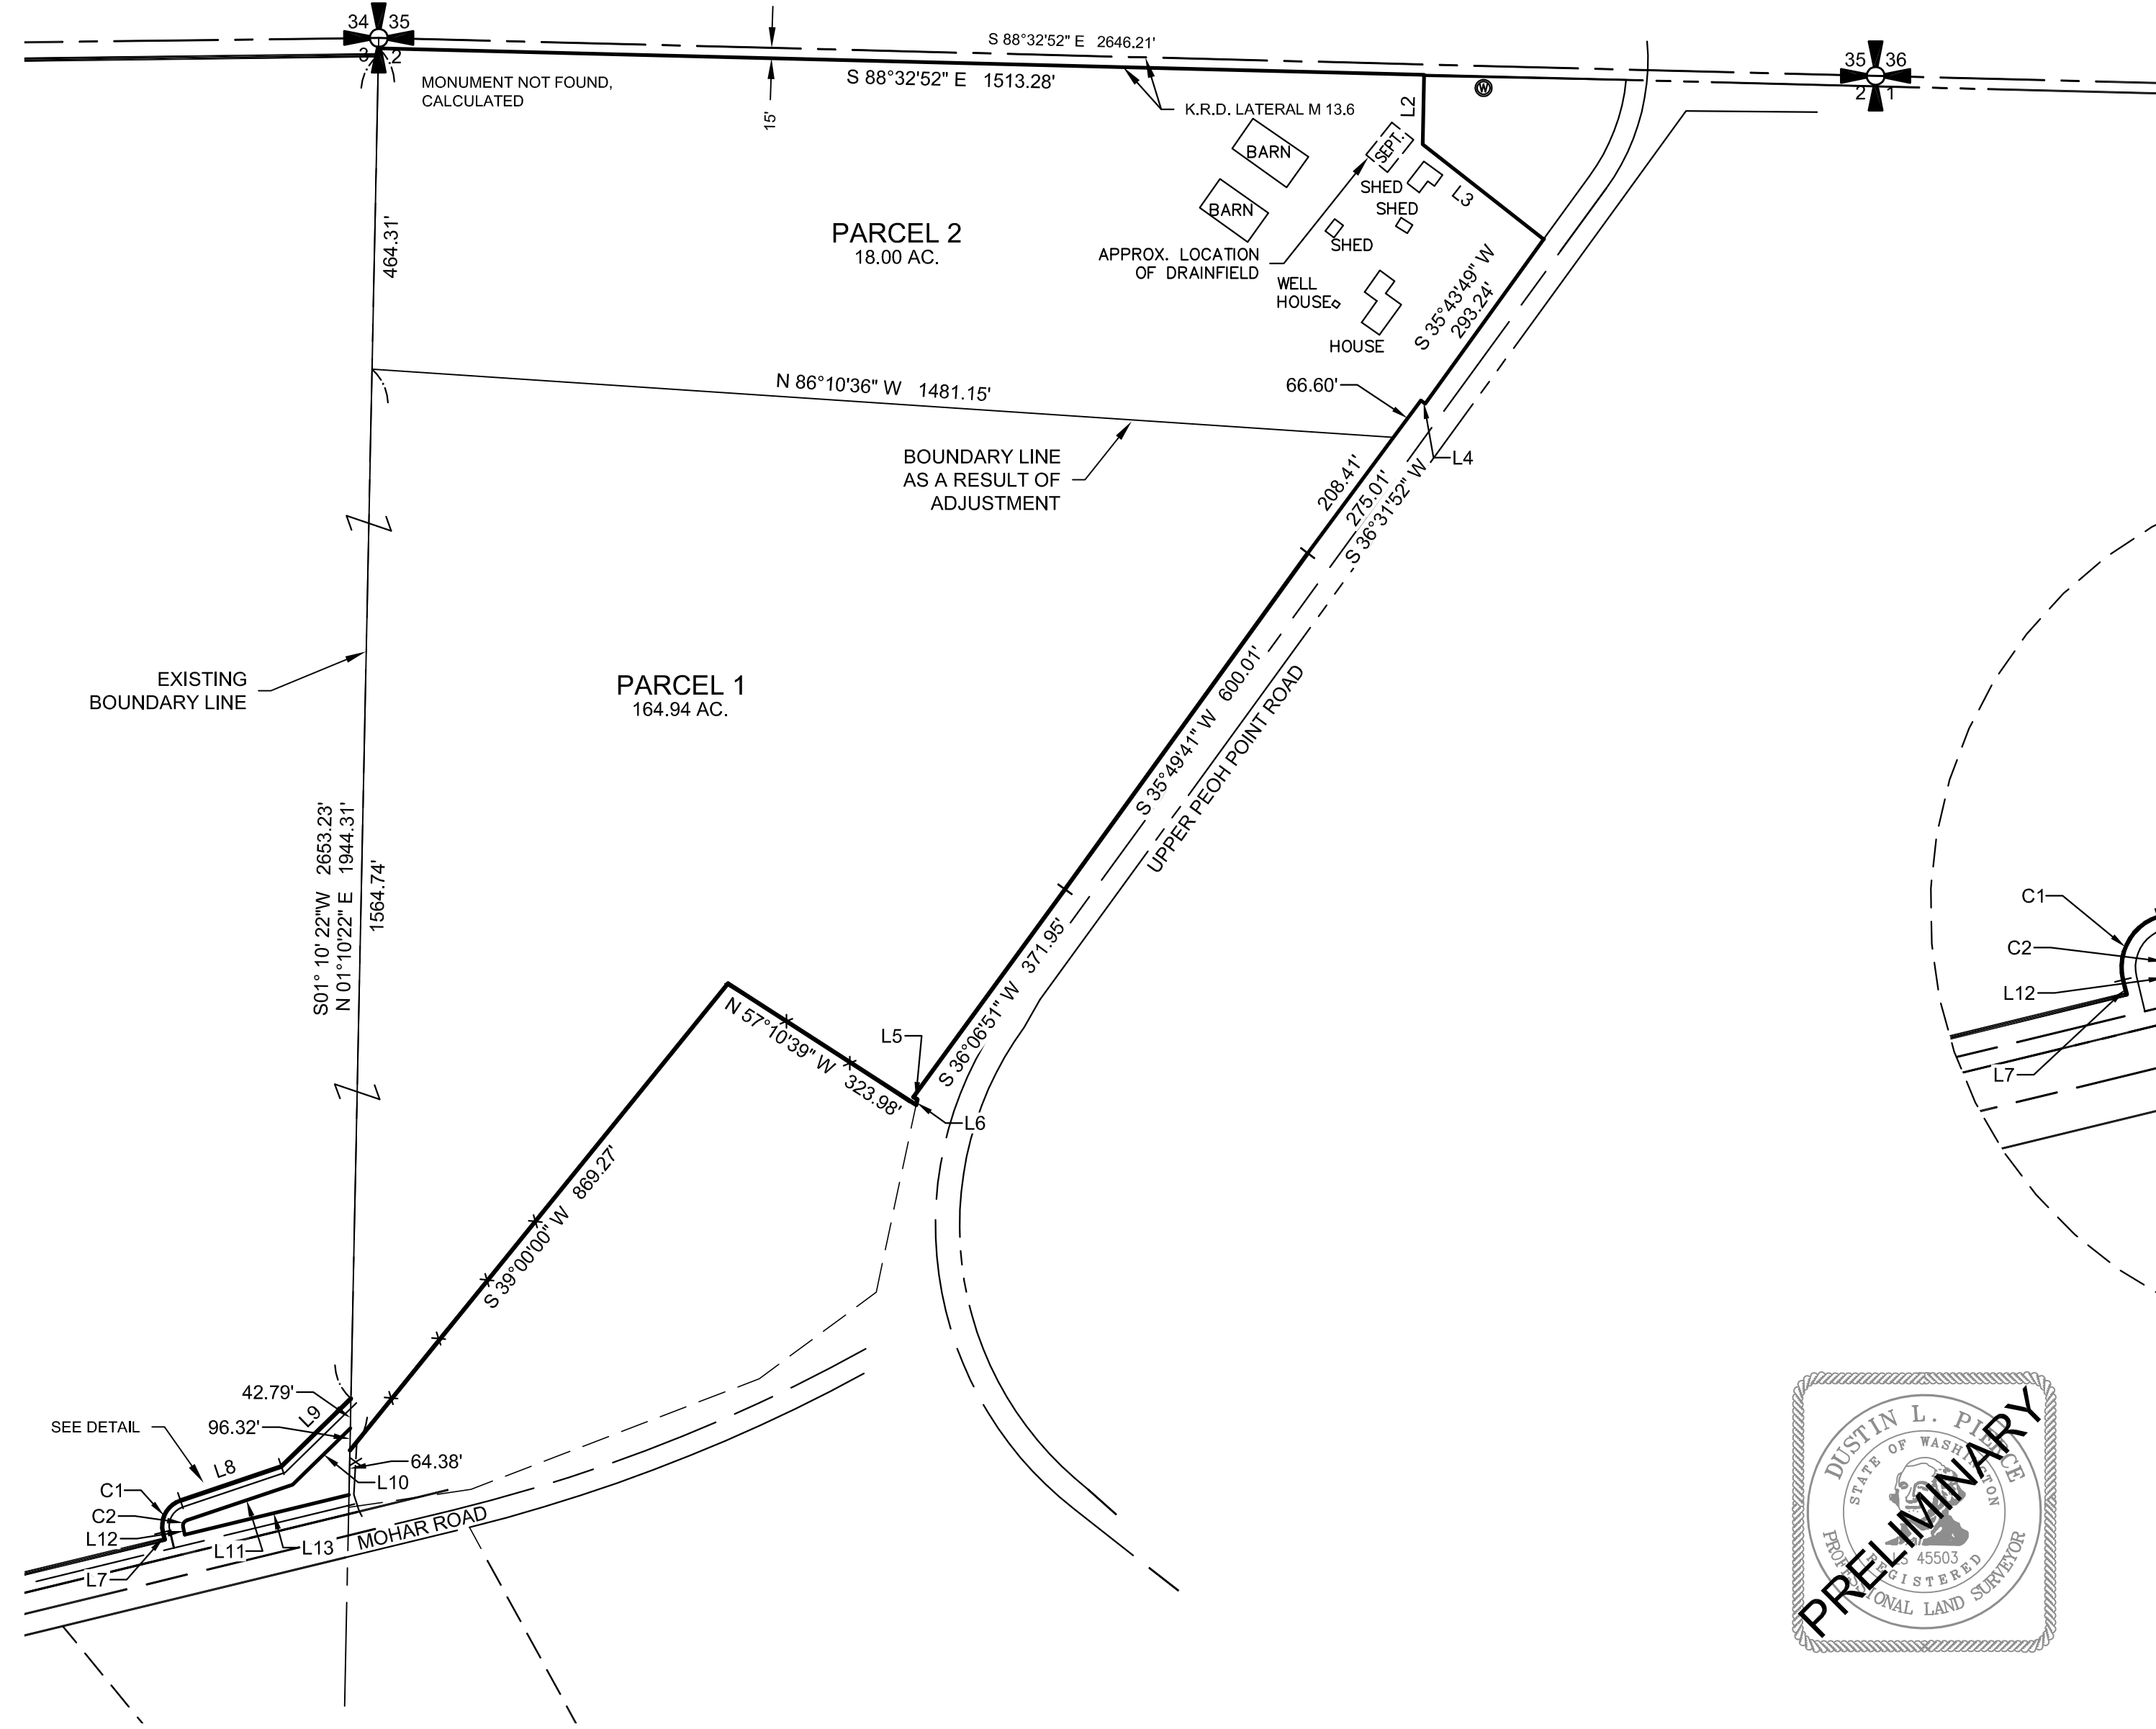 34 35
3 2
MONUMENT NOT FOUND,
CALCULATED
15'
S 88°32'52" E 2646.21'
S 88°32'52" E 1513.28'
K.R.D. LATERAL M 13.6
35 36
2 1
W
L2
BARN
BARN
SEPT.
SHED
L3
SHED
SHED
APPROX. LOCATION
OF DRAINFIELD
WELL
HOUSE
HOUSE
PARCEL 2
18.00 AC.
464.31'
S 35°43'49" W
293.24'
66.60'
L4
N 86°10'36" W 1481.15'
BOUNDARY LINE
AS A RESULT OF
ADJUSTMENT
208.41'
275.01'
S 36°31'52" W
EXISTING
BOUNDARY LINE
PARCEL 1
164.94 AC.
S 35°49'41" W 600.01'
UPPER PEOH POINT ROAD
S01° 10' 22"W 2653.23'
N 01°10'22" E 1944.31'
1564.74'
S 36°06'51" W 371.95'
N 57°10'39" W 323.98'
L5
L6
S 39°00'00" W 869.27'
42.79'
96.32'
64.38'
SEE DETAIL
L9
L8
L10
C1
C2
L12
L7
L11
L13
MOHAR ROAD
C1
C2
L12
L7
DUSTIN L. PIERCE
STATE OF WASHINGTON
LS 45503
REGISTERED
PROFESSIONAL LAND SURVEYOR
PRELIMINARY